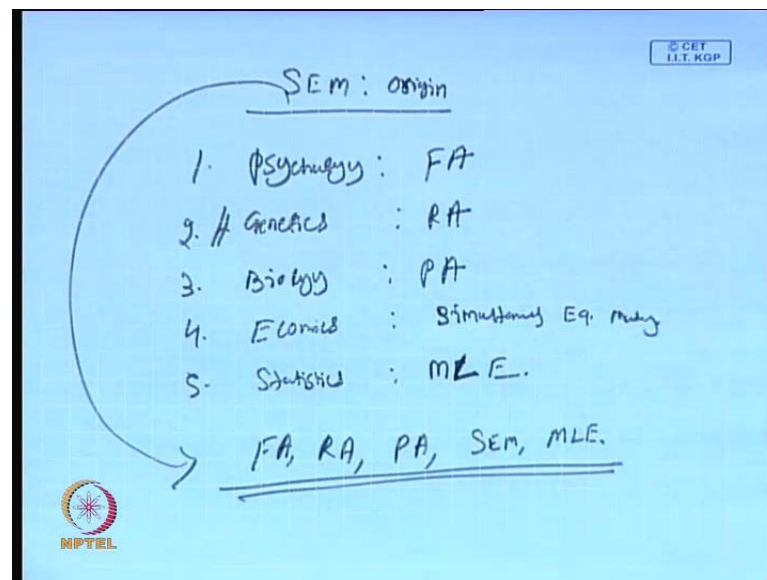 © CET
I.I.T. KGP
SEM: Origin
1. Psychology: FA
2. # Genetics : RA
3. Biology : PA
4. Economics : Simultaneous Eq.
5. Statistics : MLE.
FA, RA, PA, SEM, MLE.
NPTEL